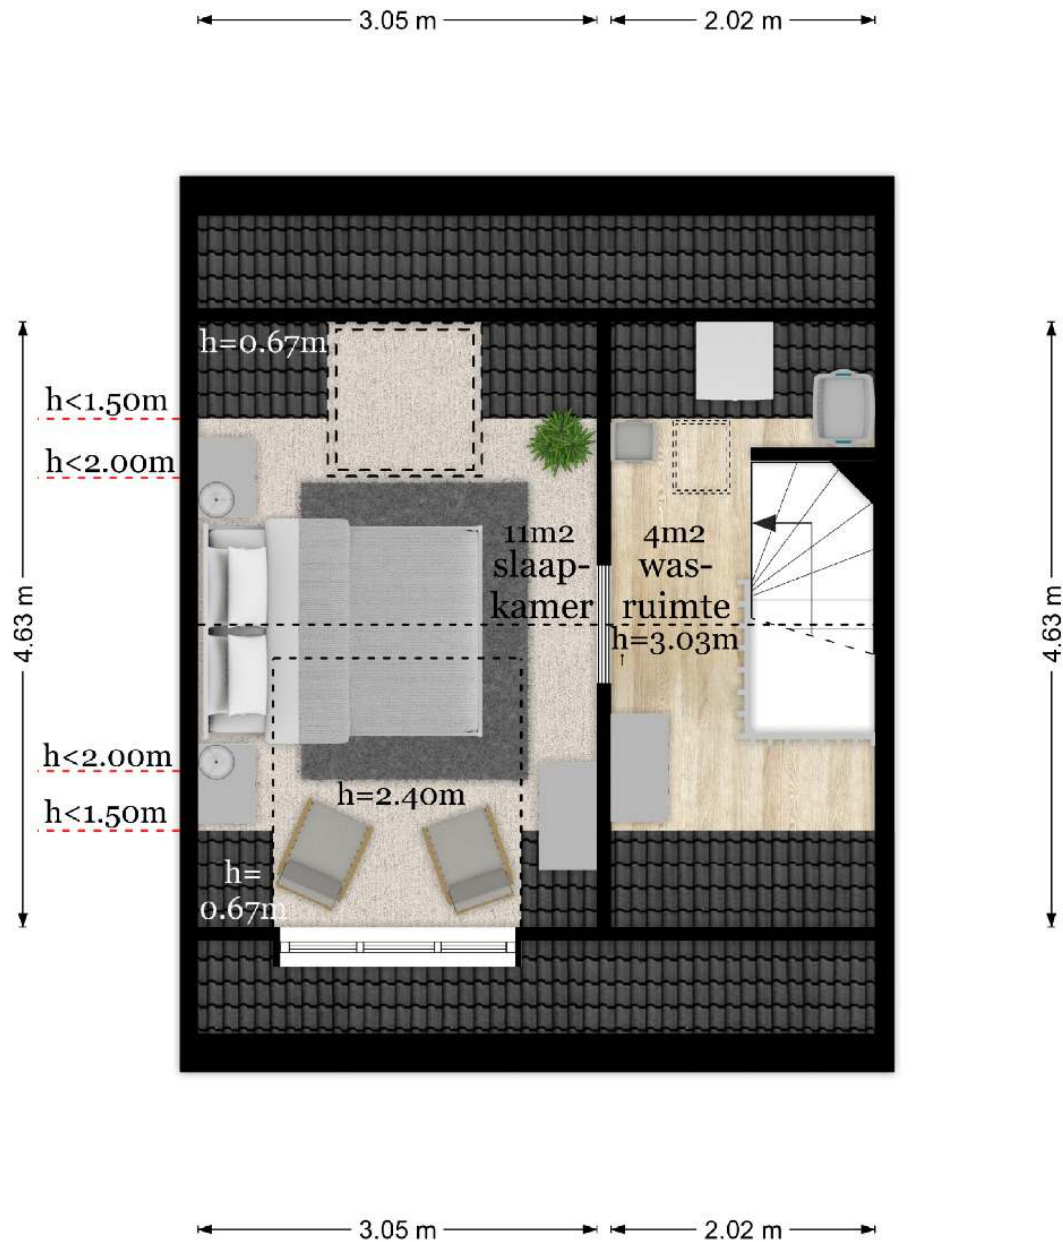 3.05 m
2.02 m
h=0.67m
h<1.50m
h<2.00m
11m2
slaap-
kamer
4m2
was-
ruimte
h=3.03m
4.63 m
4.63 m
h<2.00m
h=2.40m
h<1.50m
h=
0.67m
3.05 m
2.02 m